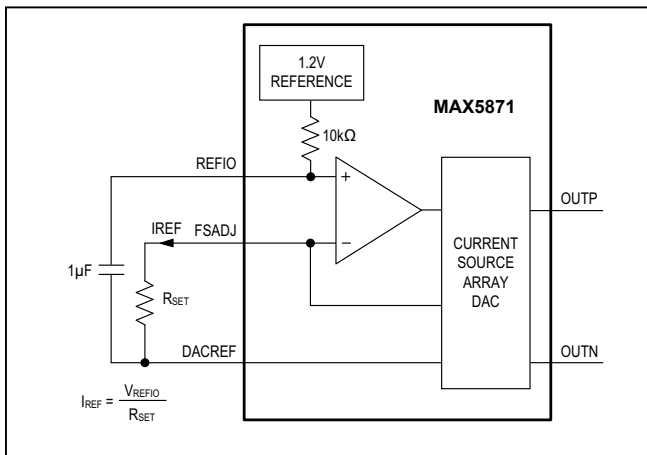 1.2V
REFERENCE
MAX5871
10kΩ
REFIO
+
OUTP
IREF
FSADJ
−
1µF
RSET
CURRENT
SOURCE
ARRAY
DAC
DACREF
OUTN
IREF = VREFIO
RSET